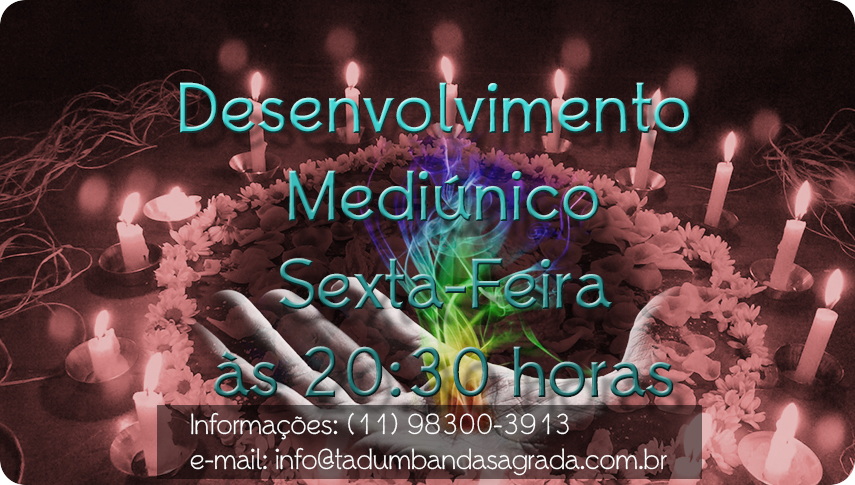 Desenvolvimento
Mediúnico
Sexta-Feira
às 20:30 horas
Informações: (11) 98300-3913
e-mail: info@tadumbandasagrada.com.br